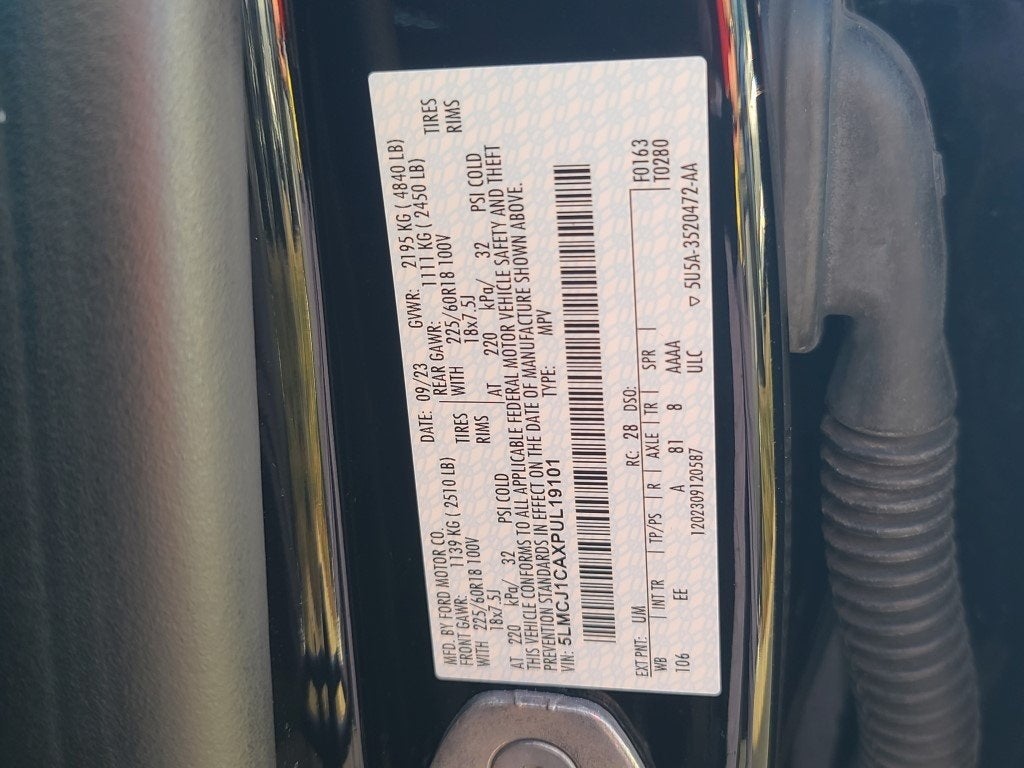 MFD. BY FORD MOTOR CO. DATE: 09/23 GVWR: 2195 KG ( 4840 LB)
FRONT GAWR: 1139 KG ( 2510 LB) REAR GAWR: 1111 KG ( 2450 LB)
WITH 225/60R18 100V TIRES WITH 225/60R18 100V TIRES
18x7.5J RIMS 18x7.5J RIMS
AT 220 kPa/ 32 PSI COLD AT 220 kPa/ 32 PSI COLD
THIS VEHICLE CONFORMS TO ALL APPLICABLE FEDERAL MOTOR VEHICLE SAFETY AND THEFT
PREVENTION STANDARDS IN EFFECT ON THE DATE OF MANUFACTURE SHOWN ABOVE.
VIN: 5LMCJ1CAXPUL19101 TYPE: MPV
EXT PNT: UM RC: 28 DSO: F0163
WB INT TR TP/PS R AXLE TR SPR T0280
106 EE A 81 8 AAAA
1202309120587 ULC ▽ 5U5A-3520472-AA